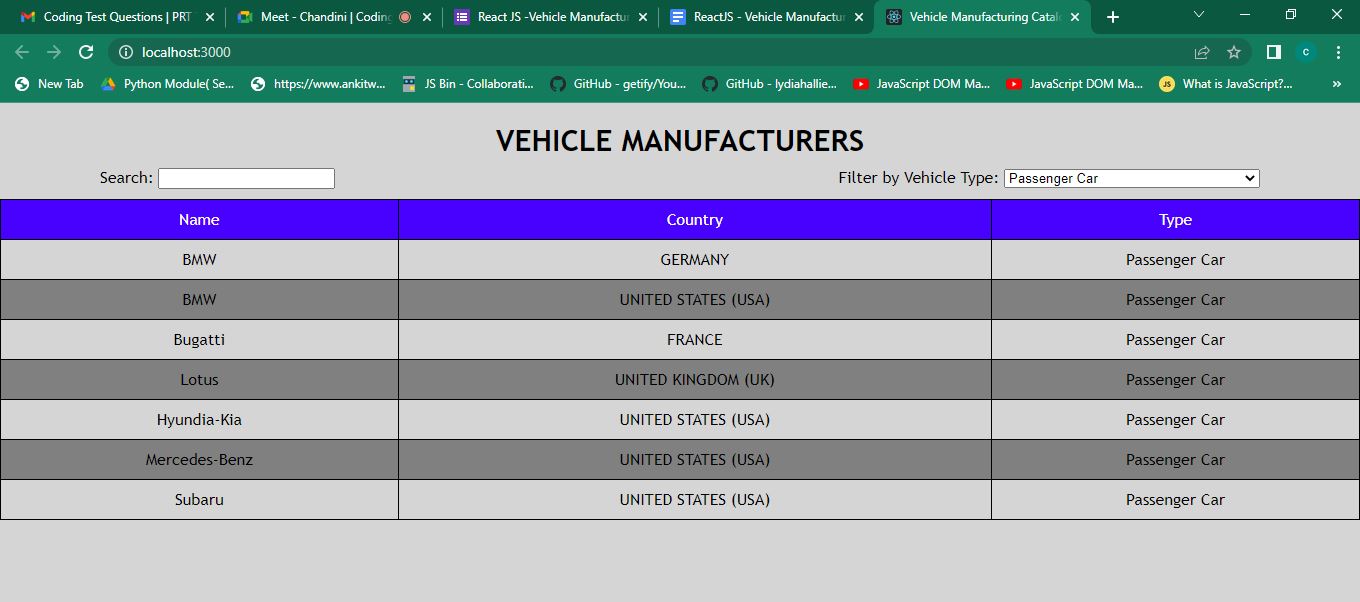 Coding Test Questions | PRT
Meet - Chandini | Coding
React JS -Vehicle Manufactur
ReactJS - Vehicle Manufactur
Vehicle Manufacturing Catal
localhost:3000
c
New Tab
Python Module( Se...
https://www.ankitw...
JS Bin - Collaborati...
GitHub - getify/You...
GitHub - lydiahallie...
JavaScript DOM Ma...
JavaScript DOM Ma...
JS
What is JavaScript?...
VEHICLE MANUFACTURERS
Search:
Filter by Vehicle Type: Passenger Car
Name Country Type
BMW GERMANY Passenger Car
BMW UNITED STATES (USA) Passenger Car
Bugatti FRANCE Passenger Car
Lotus UNITED KINGDOM (UK) Passenger Car
Hyundia-Kia UNITED STATES (USA) Passenger Car
Mercedes-Benz UNITED STATES (USA) Passenger Car
Subaru UNITED STATES (USA) Passenger Car